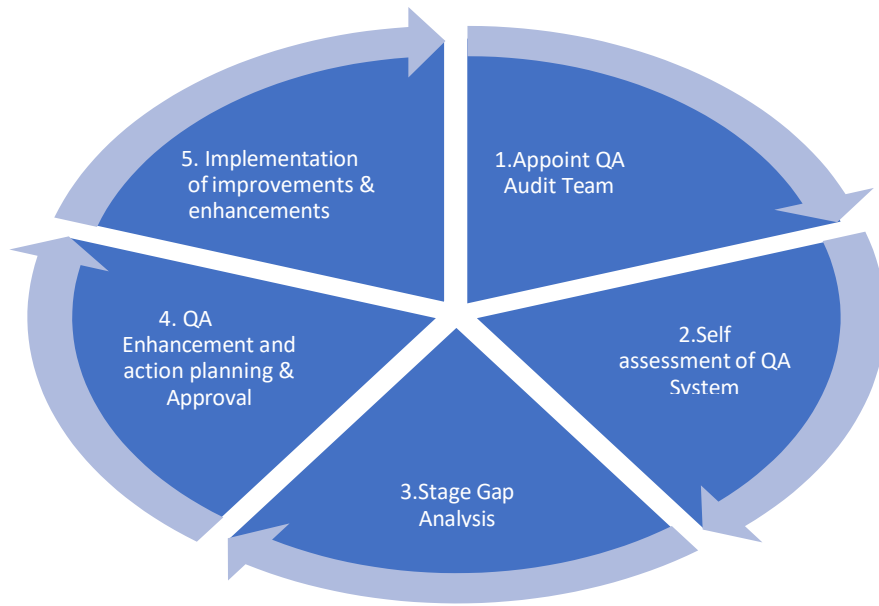 1.Appoint QA
Audit Team
2.Self
assessment of QA
System
3.Stage Gap
Analysis
4. QA
Enhancement and
action planning &
Approval
5. Implementation
of improvements &
enhancements